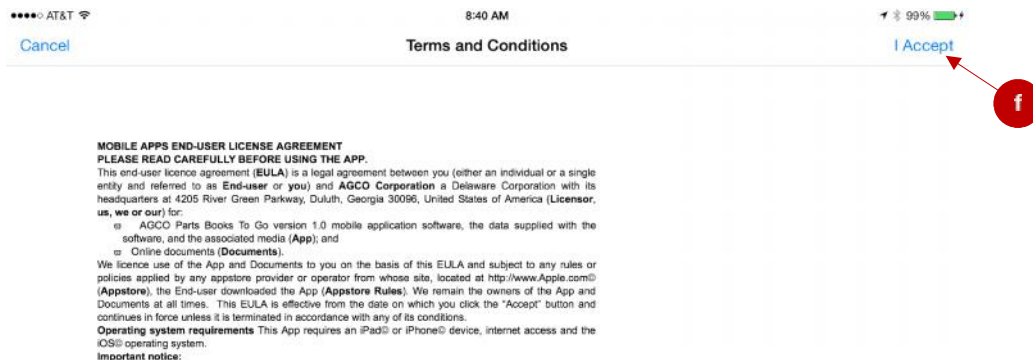 AT&T 8:40 AM 99%
Cancel Terms and Conditions I Accept
f
MOBILE APPS END-USER LICENSE AGREEMENT
PLEASE READ CAREFULLY BEFORE USING THE APP.
This end-user licence agreement (EULA) is a legal agreement between you (either an individual or a single
entity and referred to as End-user or you) and AGCO Corporation a Delaware Corporation with its
headquarters at 4205 River Green Parkway, Duluth, Georgia 30096, United States of America (Licensor,
us, we or our) for:
AGCO Parts Books To Go version 1.0 mobile application software, the data supplied with the
software, and the associated media (App); and
Online documents (Documents).
We licence use of the App and Documents to you on the basis of this EULA and subject to any rules or
policies applied by any appstore provider or operator from whose site, located at http://www.Apple.com©
(Appstore), the End-user downloaded the App (Appstore Rules). We remain the owners of the App and
Documents at all times. This EULA is effective from the date on which you click the "Accept" button and
continues in force unless it is terminated in accordance with any of its conditions.
Operating system requirements This App requires an iPad© or iPhone© device, internet access and the
iOS© operating system.
Important notice: